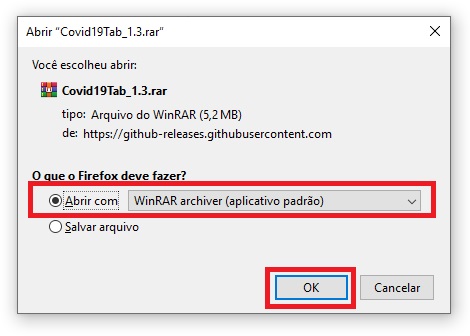 Abrir “Covid19Tab_1.3.rar”
Você escolheu abrir:
Covid19Tab_1.3.rar
tipo: Arquivo do WinRAR (5,2 MB)
de: https://github-releases.githubusercontent.com
O que o Firefox deve fazer?
Abrir com WinRAR archiver (aplicativo padrão)
Salvar arquivo
OK Cancelar